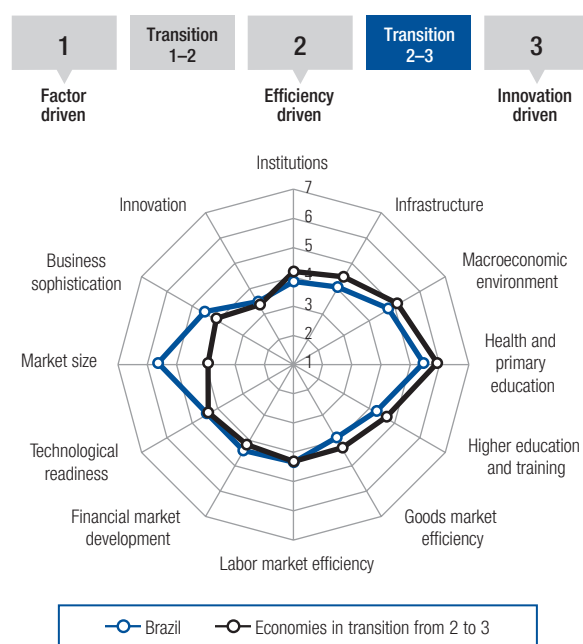 1
Transition
1–2
2
Transition
2–3
3
Factor
driven
Efficiency
driven
Innovation
driven
Institutions
7
Innovation
6
Infrastructure
5
Business
sophistication
4
Macroeconomic
environment
3
2
Market size
1
Health and
primary
education
Technological
readiness
Higher education
and training
Financial market
development
Goods market
efficiency
Labor market efficiency
Brazil
Economies in transition from 2 to 3